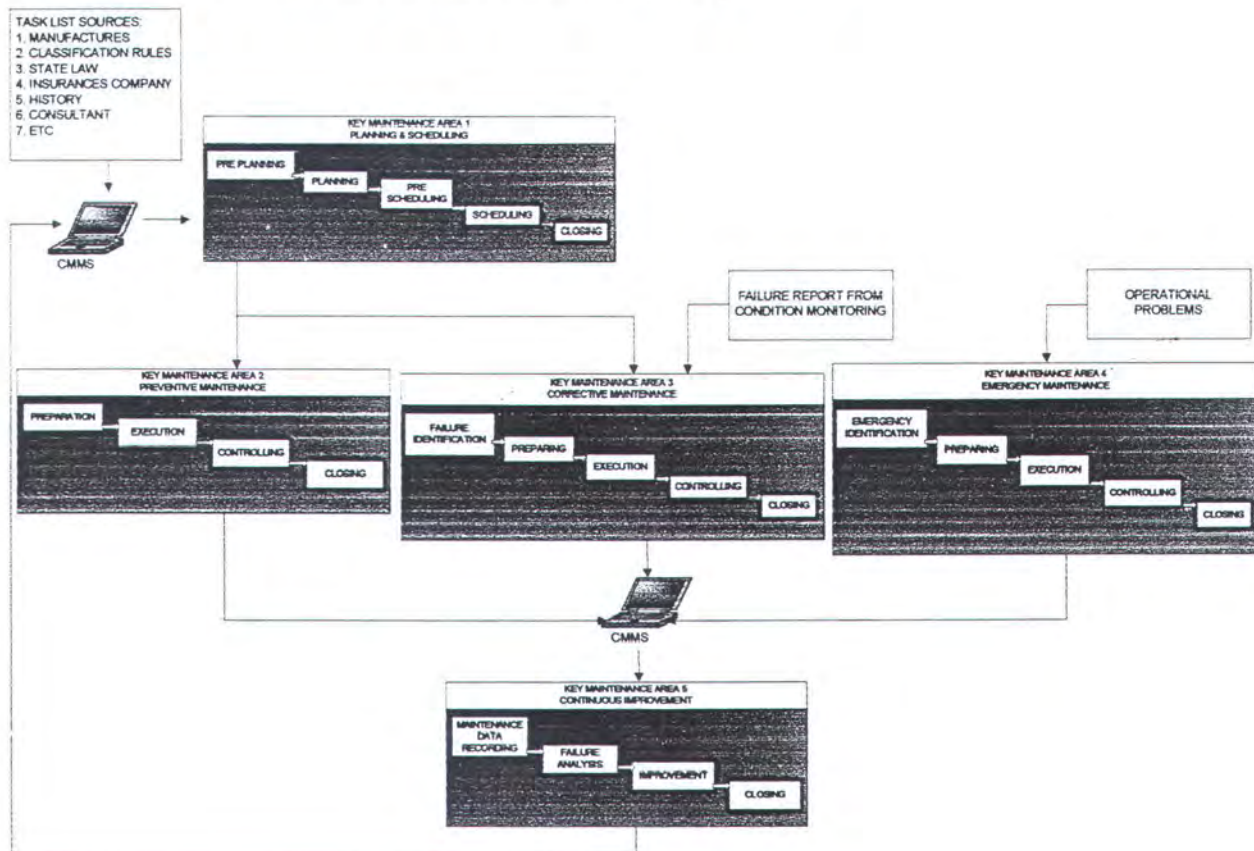 TASK LIST SOURCES:
1. MANUFACTURES
2. CLASSIFICATION RULES
3. STATE LAW
4. INSURANCES COMPANY
5. HISTORY
6. CONSULTANT
7. ETC
CMMS
KEY MAINTENANCE AREA 1
PLANNING & SCHEDULING
PRE PLANNING
PLANNING
PRE
SCHEDULING
SCHEDULING
CLOSING
FAILURE REPORT FROM
CONDITION MONITORING
OPERATIONAL
PROBLEMS
KEY MAINTENANCE AREA 2
PREVENTIVE MAINTENANCE
PREPARATION
EXECUTION
CONTROLLING
CLOSING
KEY MAINTENANCE AREA 3
CORRECTIVE MAINTENANCE
FAILURE
IDENTIFICATION
PREPARING
EXECUTION
CONTROLLING
CLOSING
KEY MAINTENANCE AREA 4
EMERGENCY MAINTENANCE
EMERGENCY
IDENTIFICATION
PREPARING
EXECUTION
CONTROLLING
CLOSING
CMMS
KEY MAINTENANCE AREA 5
CONTINUOUS IMPROVEMENT
MAINTENANCE
DATA
RECORDING
FAILURE
ANALYSIS
IMPROVEMENT
CLOSING